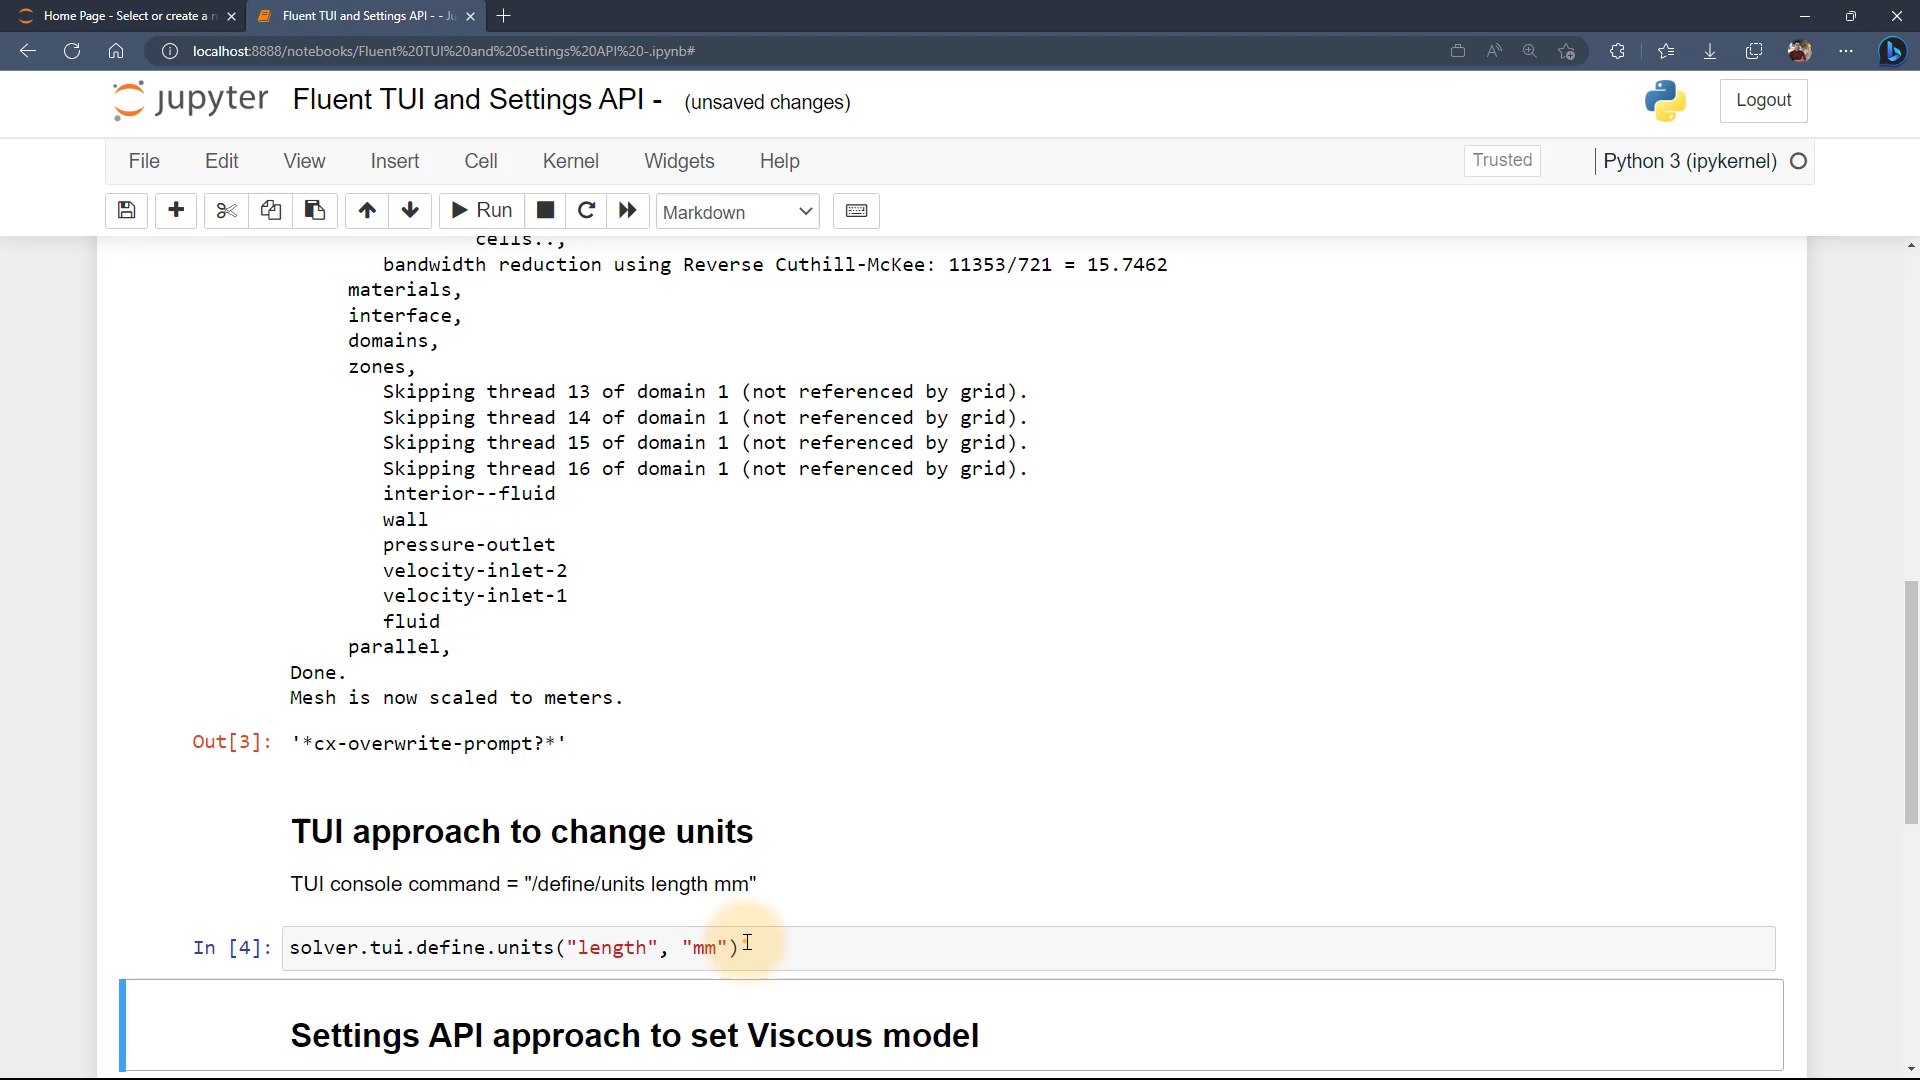 Home Page - Select or create a n
Fluent TUI and Settings API - - Ju
localhost:8888/notebooks/Fluent%20TUI%20and%20Settings%20API%20-.ipynb#
jupyter Fluent TUI and Settings API - (unsaved changes)
Logout
File Edit View Insert Cell Kernel Widgets Help
Trusted
Python 3 (ipykernel)
Run
Markdown
cells..,
bandwidth reduction using Reverse Cuthill-McKee: 11353/721 = 15.7462
materials,
interface,
domains,
zones,
Skipping thread 13 of domain 1 (not referenced by grid).
Skipping thread 14 of domain 1 (not referenced by grid).
Skipping thread 15 of domain 1 (not referenced by grid).
Skipping thread 16 of domain 1 (not referenced by grid).
interior--fluid
wall
pressure-outlet
velocity-inlet-2
velocity-inlet-1
fluid
parallel,
Done.
Mesh is now scaled to meters.
Out[3]: '*cx-overwrite-prompt?*'
TUI approach to change units
TUI console command = "/define/units length mm"
In [4]: solver.tui.define.units("length", "mm")
Settings API approach to set Viscous model